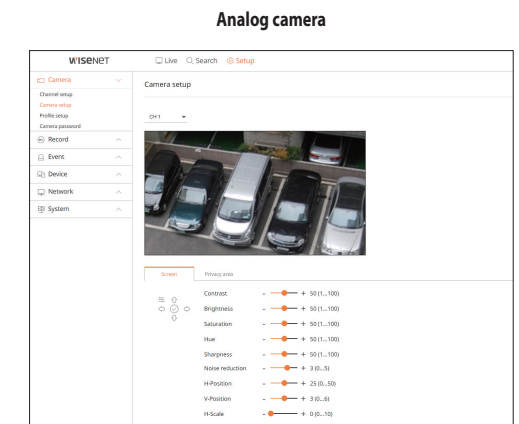 Analog camera
WISENET
Live Search Setup
Camera
Channel setup
Camera setup
Profile setup
Camera password
Record
Event
Device
Network
System
Camera setup
CH 1
Screen Privacy area
Contrast - + 50 (1...100)
Brightness - + 50 (1...100)
Saturation - + 50 (1...100)
Hue - + 50 (1...100)
Sharpness - + 50 (1...100)
Noise reduction - + 3 (0...5)
H-Position - + 25 (0...50)
V-Position - + 3 (0...6)
H-Scale - + 0 (0...10)